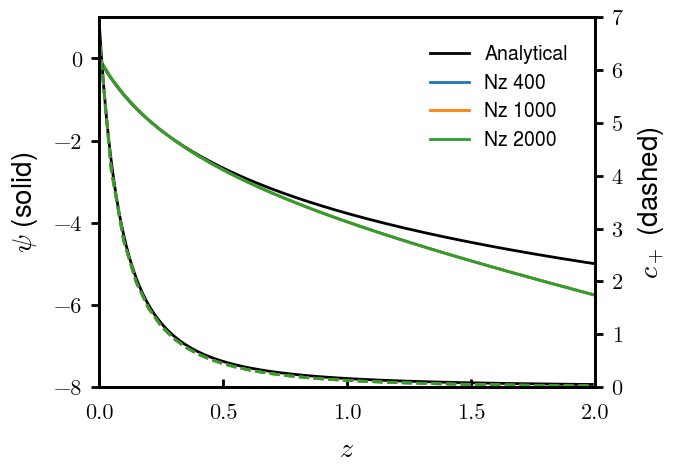 0
−2
−4
−6
−8
ψ (solid)
0.0
0.5
1.0
1.5
2.0
z
7
6
5
4
3
2
1
0
c₊ (dashed)
Analytical
Nz 400
Nz 1000
Nz 2000